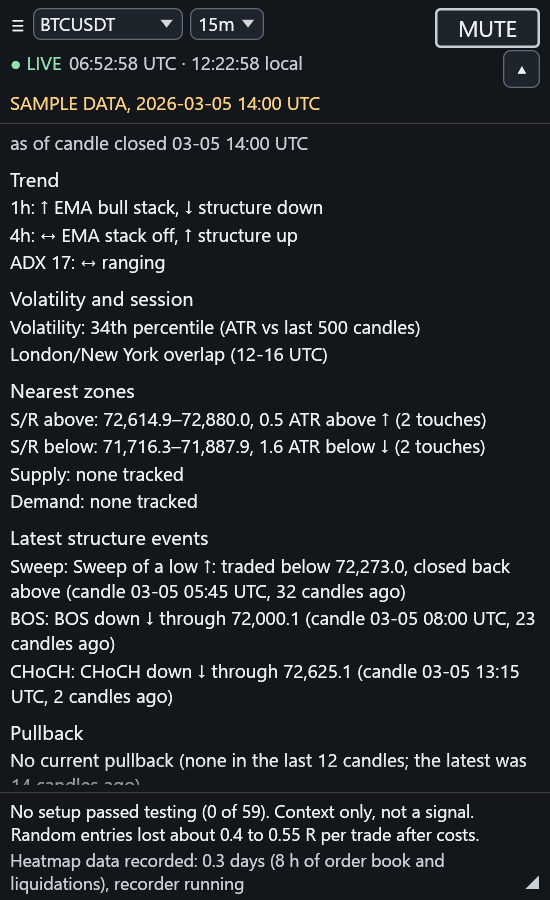 ☰ BTCUSDT 15m MUTE
● LIVE 06:52:58 UTC · 12:22:58 local
SAMPLE DATA, 2026-03-05 14:00 UTC
as of candle closed 03-05 14:00 UTC
Trend
1h: ↑ EMA bull stack, ↓ structure down
4h: ↔ EMA stack off, ↑ structure up
ADX 17: ↔ ranging
Volatility and session
Volatility: 34th percentile (ATR vs last 500 candles)
London/New York overlap (12-16 UTC)
Nearest zones
S/R above: 72,614.9–72,880.0, 0.5 ATR above ↑ (2 touches)
S/R below: 71,716.3–71,887.9, 1.6 ATR below ↓ (2 touches)
Supply: none tracked
Demand: none tracked
Latest structure events
Sweep: Sweep of a low ↑: traded below 72,273.0, closed back
above (candle 03-05 05:45 UTC, 32 candles ago)
BOS: BOS down ↓ through 72,000.1 (candle 03-05 08:00 UTC, 23
candles ago)
CHoCH: CHoCH down ↓ through 72,625.1 (candle 03-05 13:15
UTC, 2 candles ago)
Pullback
No current pullback (none in the last 12 candles; the latest was
14 candles ago)
No setup passed testing (0 of 59). Context only, not a signal.
Random entries lost about 0.4 to 0.55 R per trade after costs.
Heatmap data recorded: 0.3 days (8 h of order book and
liquidations), recorder running